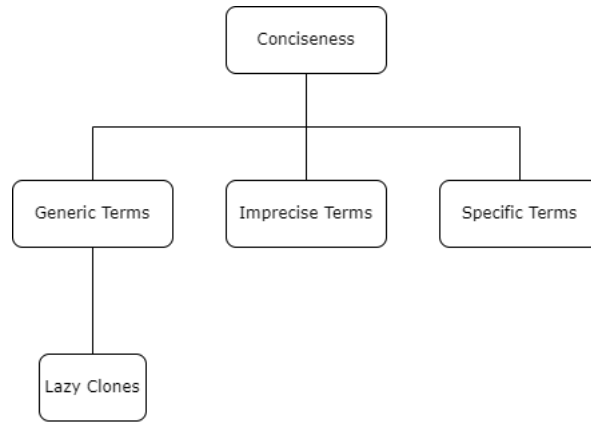 Conciseness
Generic Terms
Imprecise Terms
Specific Terms
Lazy Clones